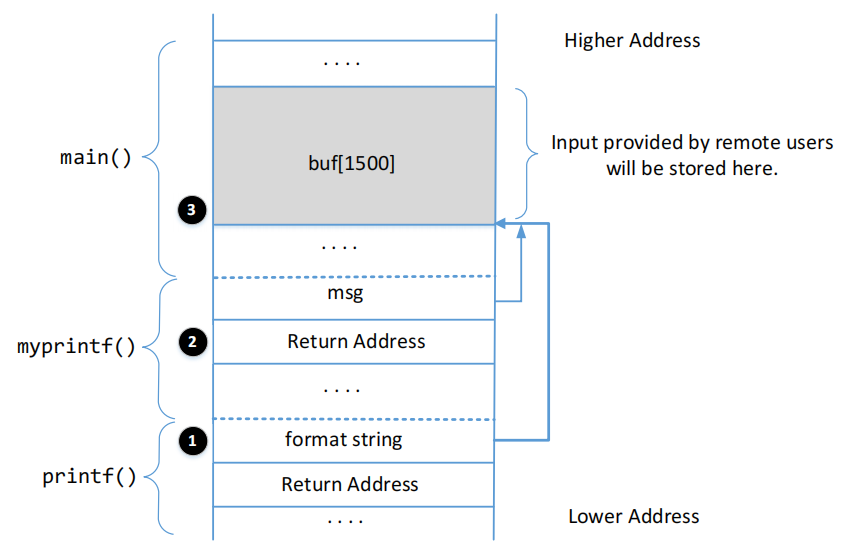 Higher Address
. . . .
main()
buf[1500]
Input provided by remote users
will be stored here.
3
. . . .
msg
myprintf()
2
Return Address
. . . .
1
format string
printf()
Return Address
. . . .
Lower Address